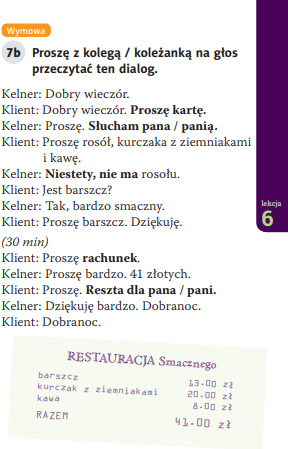 Wymowa
7b Proszę z kolegą / koleżanką na głos
przeczytać ten dialog.
Kelner: Dobry wieczór.
Klient: Dobry wieczór. Proszę kartę.
Kelner: Proszę. Słucham pana / panią.
Klient: Proszę rosół, kurczaka z ziemniakami
i kawę.
Kelner: Niestety, nie ma rosołu.
Klient: Jest barszcz?
Kelner: Tak, bardzo smaczny.
Klient: Proszę barszcz. Dziękuję.
(30 min)
Klient: Proszę rachunek.
Kelner: Proszę bardzo. 41 złotych.
Klient: Proszę. Reszta dla pana / pani.
Kelner: Dziękuję bardzo. Dobranoc.
Klient: Dobranoc.
lekcja
6
RESTAURACJA Smacznego
barszcz 13.00 zł
kurczak z ziemniakami 20.00 zł
kawa 8.00 zł
RAZEM 41.00 zł